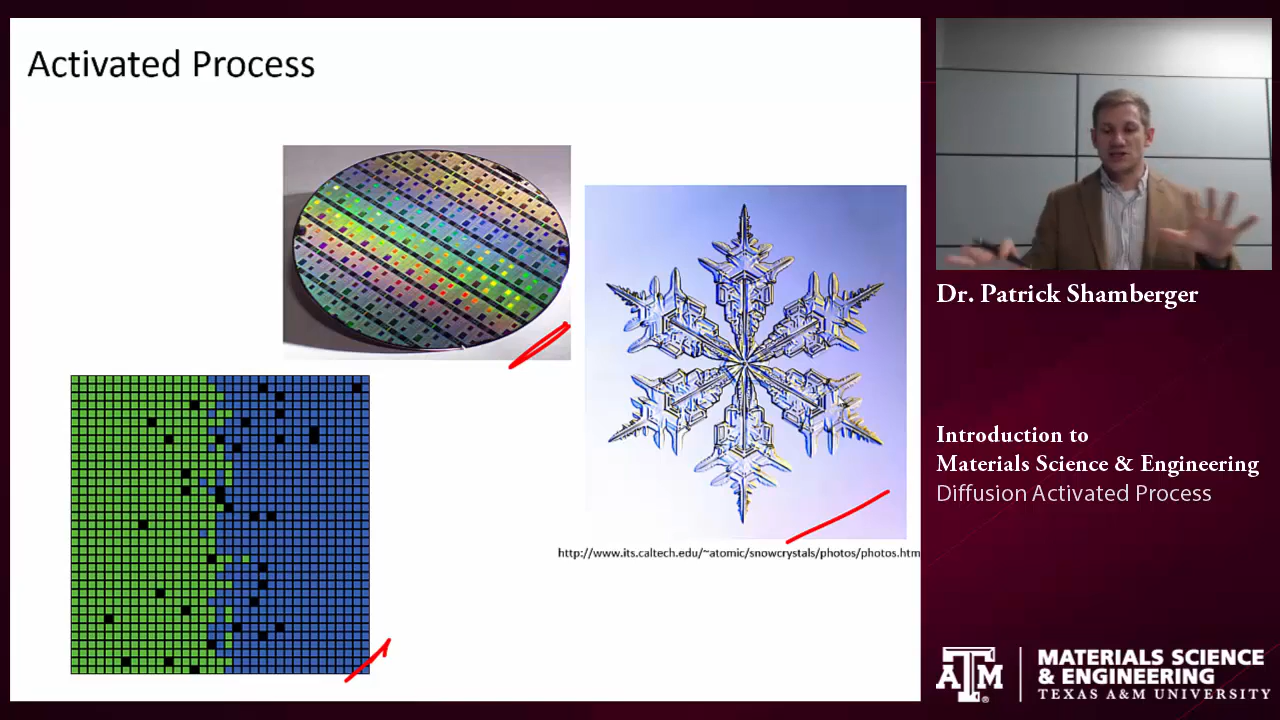 Activated Process
http://www.its.caltech.edu/~atomic/snowcrystals/photos/photos.htm
Dr. Patrick Shamberger
Introduction to
Materials Science & Engineering
Diffusion Activated Process
ATM
MATERIALS SCIENCE
& ENGINEERING
TEXAS A&M UNIVERSITY